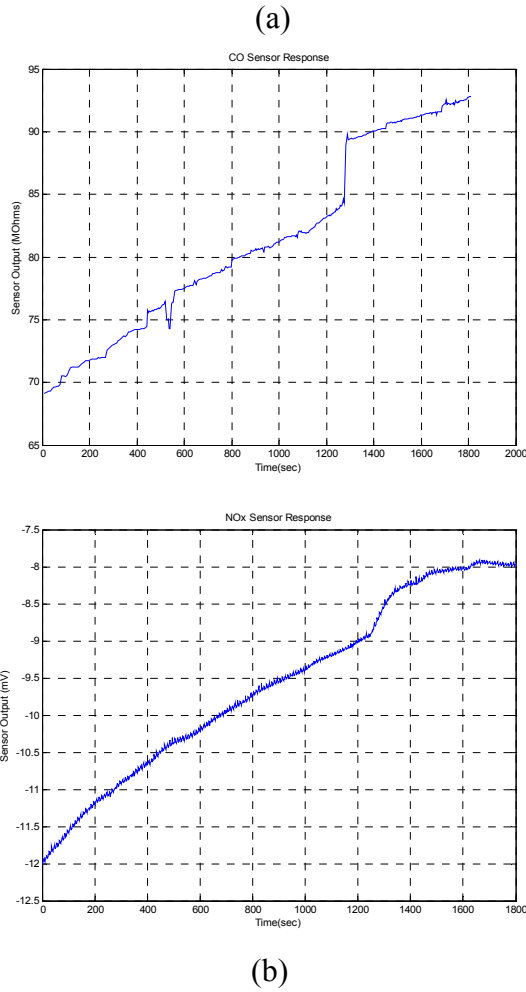 (a)
CO Sensor Response
95
90
85
80
75
70
65
Sensor Output (MOhms)
0 200 400 600 800 1000 1200 1400 1600 1800 2000
Time(sec)
NOx Sensor Response
-7.5
-8
-8.5
-9
-9.5
-10
-10.5
-11
-11.5
-12
-12.5
Sensor Output (mV)
0 200 400 600 800 1000 1200 1400 1600 1800
Time(sec)
(b)